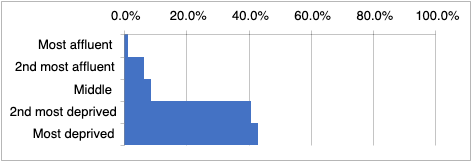 0.0% 20.0% 40.0% 60.0% 80.0% 100.0%
Most affluent
2nd most affluent
Middle
2nd most deprived
Most deprived